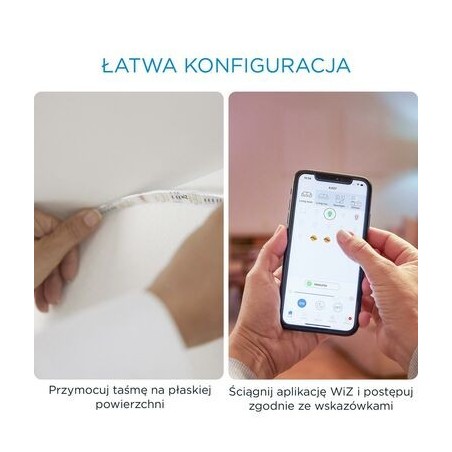 ŁATWA KONFIGURACJA
Przymocuj taśmę na płaskiej
powierzchni
Ściągnij aplikację WiZ i postępuj
zgodnie ze wskazówkami